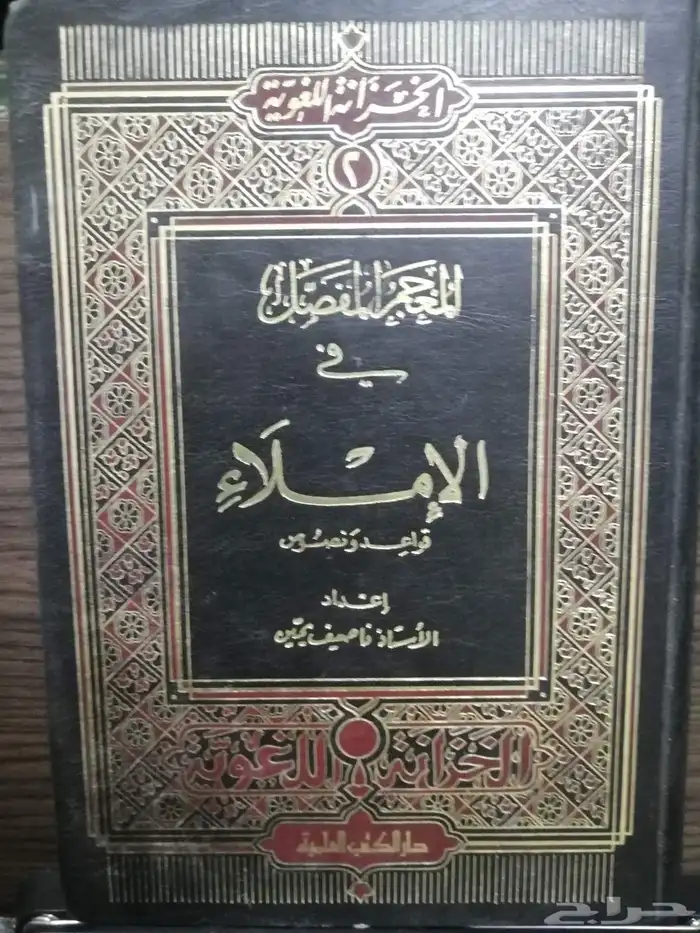 الخزانة اللغوية
٢
المعجم المفصل
في
الإملاء
قواعد ونصوص
إعداد
الأستاذ ناصيف يمين
الخزانة اللغوية
دار الكتب العلمية
حراج